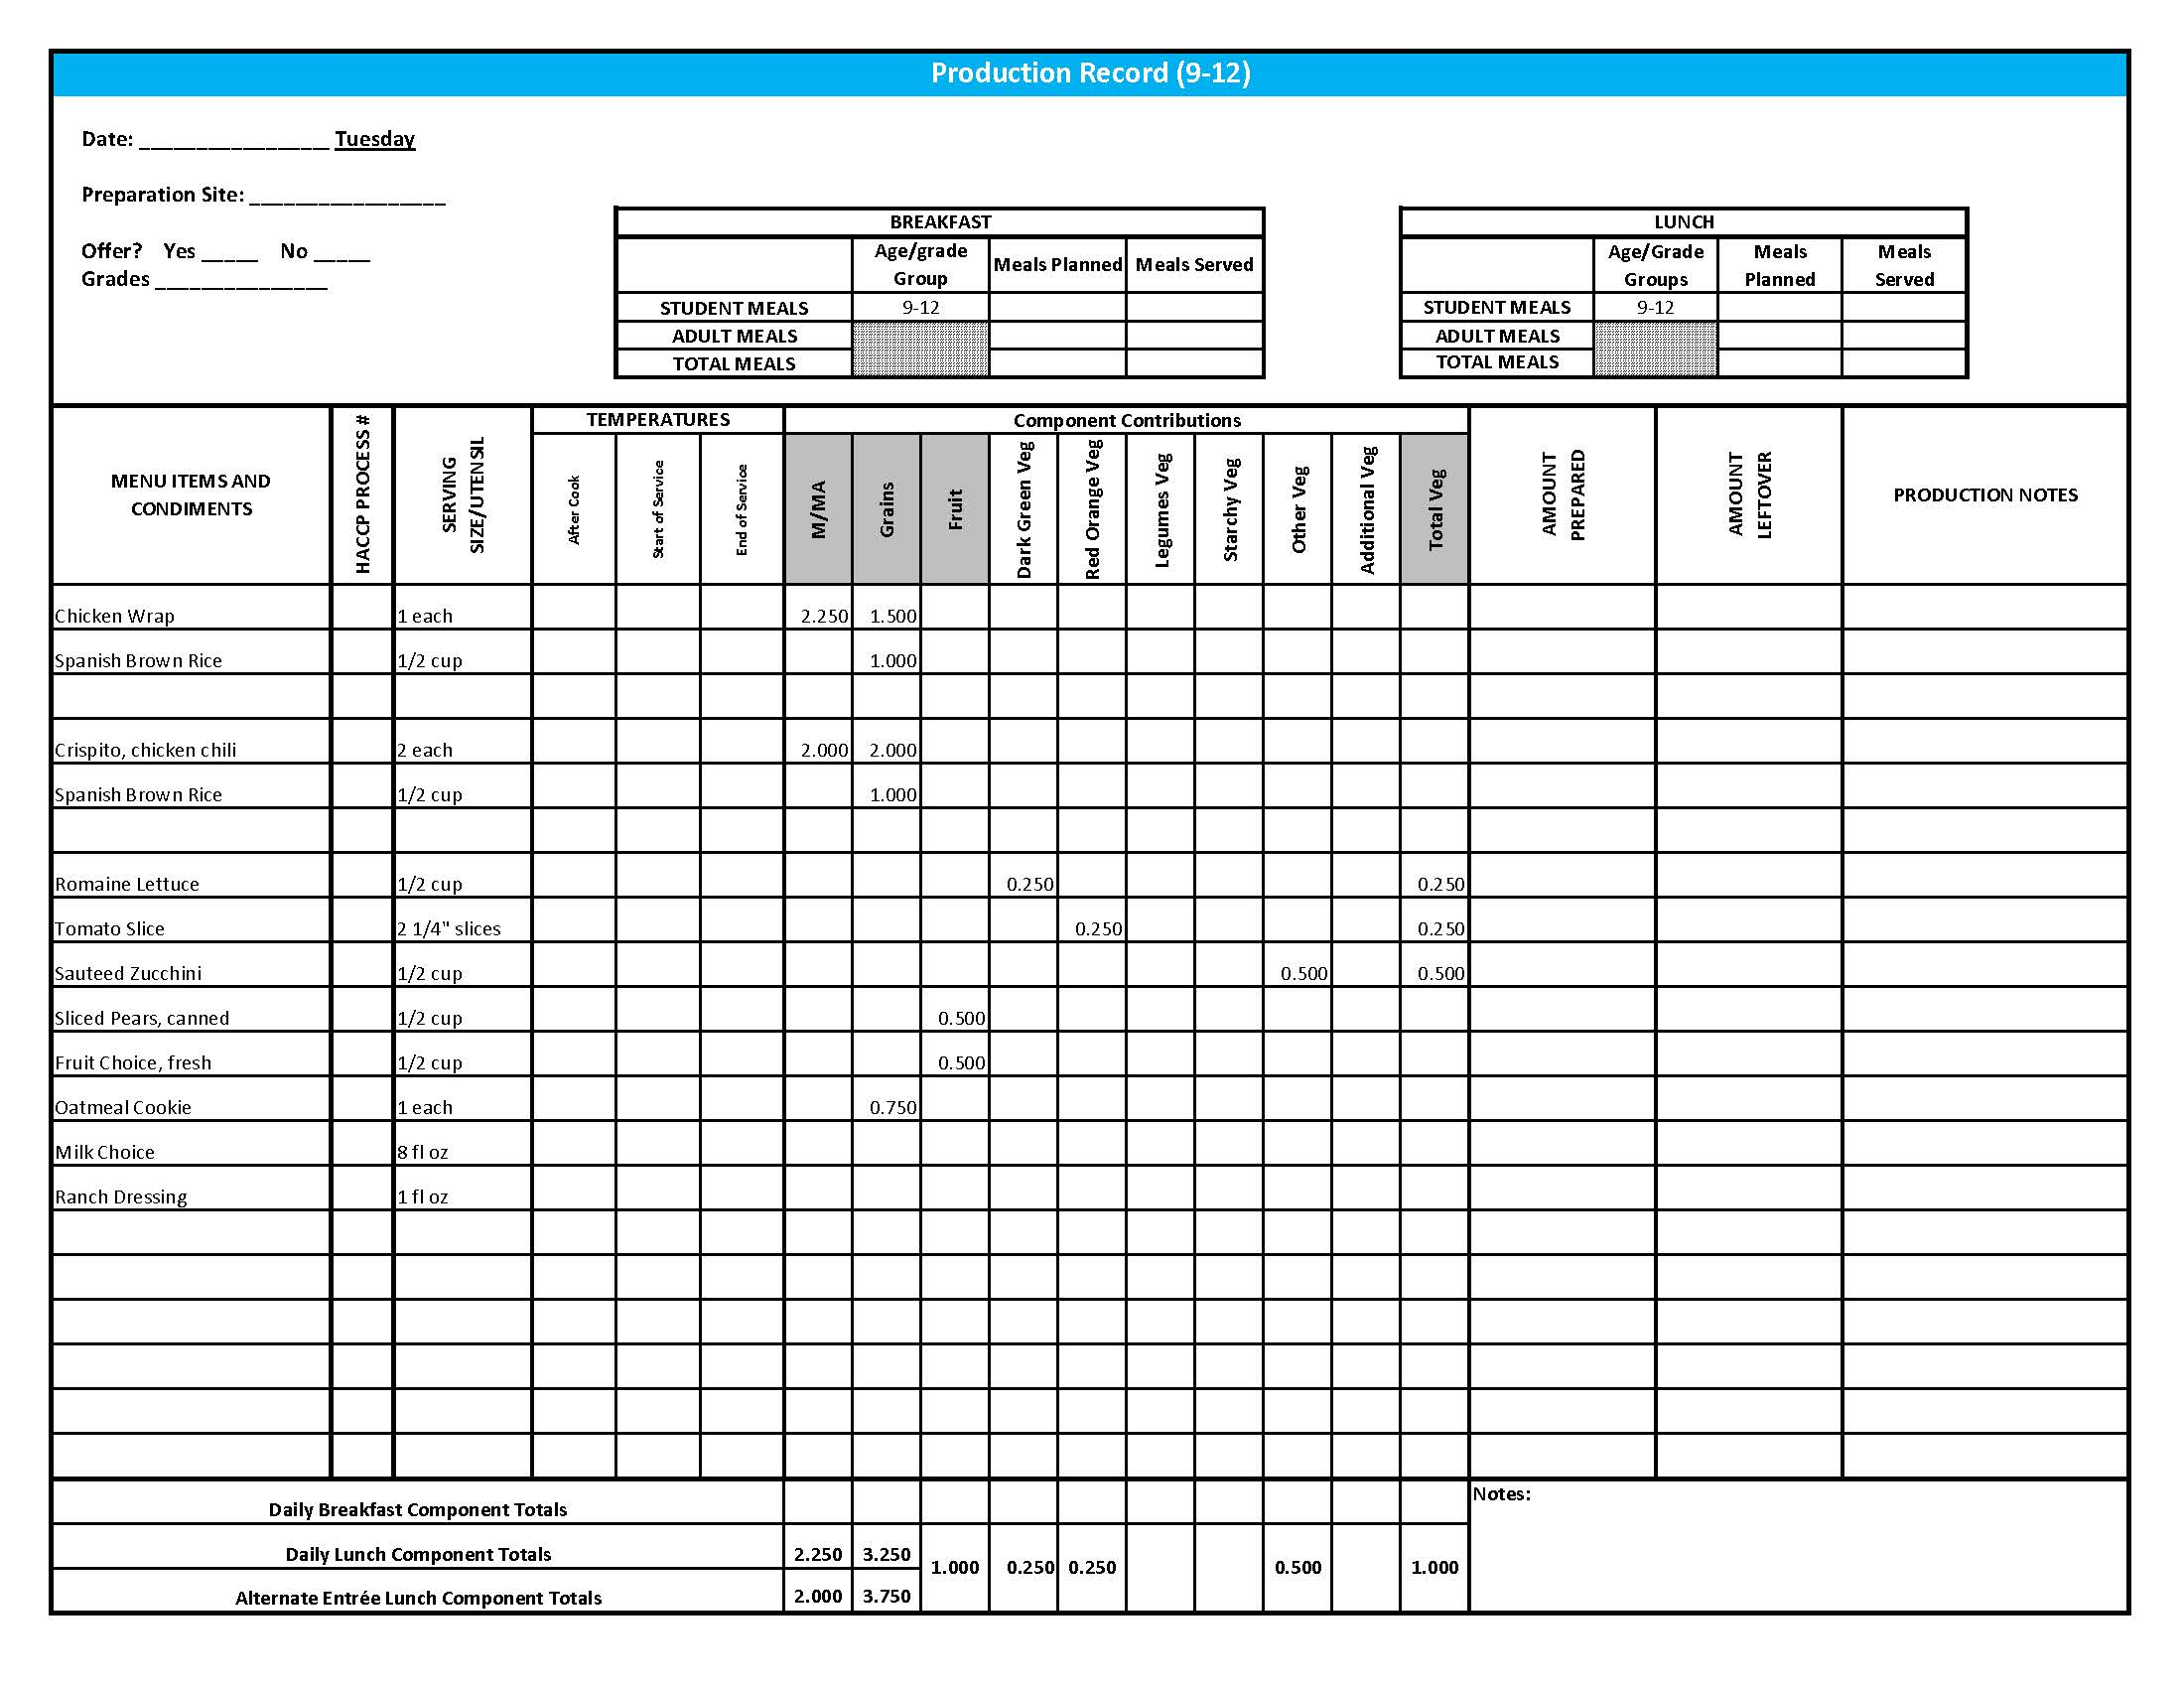 Production Record (9-12)
Date: _________________ Tuesday
Preparation Site: _________________
Offer? Yes _____ No _____
Grades _______________
BREAKFAST
Age/grade Group Meals Planned Meals Served
STUDENT MEALS 9-12
ADULT MEALS
TOTAL MEALS
LUNCH
Age/Grade Groups Meals Planned Meals Served
STUDENT MEALS 9-12
ADULT MEALS
TOTAL MEALS
MENU ITEMS AND CONDIMENTS
HACCP PROCESS #
SERVING SIZE/UTENSIL
TEMPERATURES
After Cook
Start of Service
End of Service
Component Contributions
M/MA
Grains
Fruit
Dark Green Veg
Red Orange Veg
Legumes Veg
Starchy Veg
Other Veg
Additional Veg
Total Veg
AMOUNT PREPARED
AMOUNT LEFTOVER
PRODUCTION NOTES
Chicken Wrap 1 each 2.250 1.500
Spanish Brown Rice 1/2 cup 1.000
Crispito, chicken chili 2 each 2.000 2.000
Spanish Brown Rice 1/2 cup 1.000
Romaine Lettuce 1/2 cup 0.250 0.250
Tomato Slice 2 1/4" slices 0.250 0.250
Sauteed Zucchini 1/2 cup 0.500 0.500
Sliced Pears, canned 1/2 cup 0.500
Fruit Choice, fresh 1/2 cup 0.500
Oatmeal Cookie 1 each 0.750
Milk Choice 8 fl oz
Ranch Dressing 1 fl oz
Daily Breakfast Component Totals
Daily Lunch Component Totals 2.250 3.250 1.000 0.250 0.250 0.500 1.000
Alternate Entrée Lunch Component Totals 2.000 3.750
Notes: